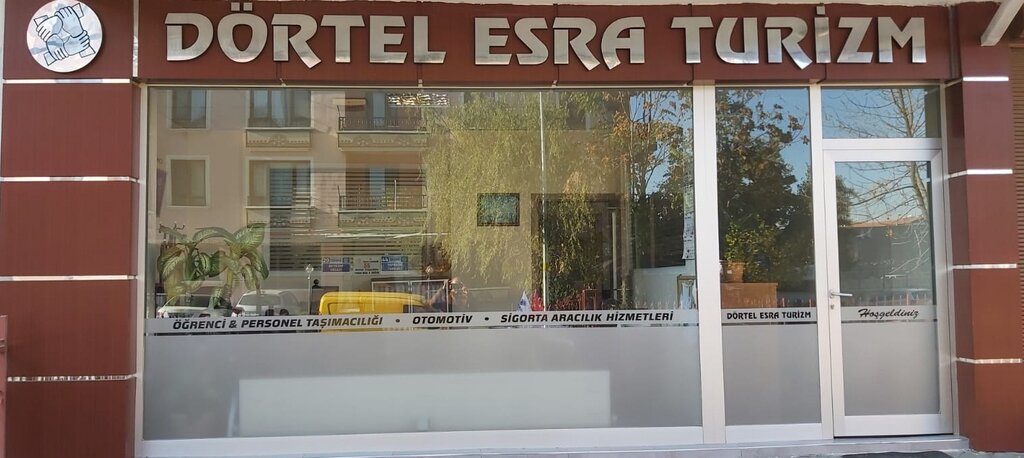 DÖRTEL ESRA TURİZM
ÖĞRENCİ & PERSONEL TAŞIMACILIĞI • OTOMOTİV • SİGORTA ARACILIK HİZMETLERİ
DÖRTEL ESRA TURİZM
Hoşgeldiniz